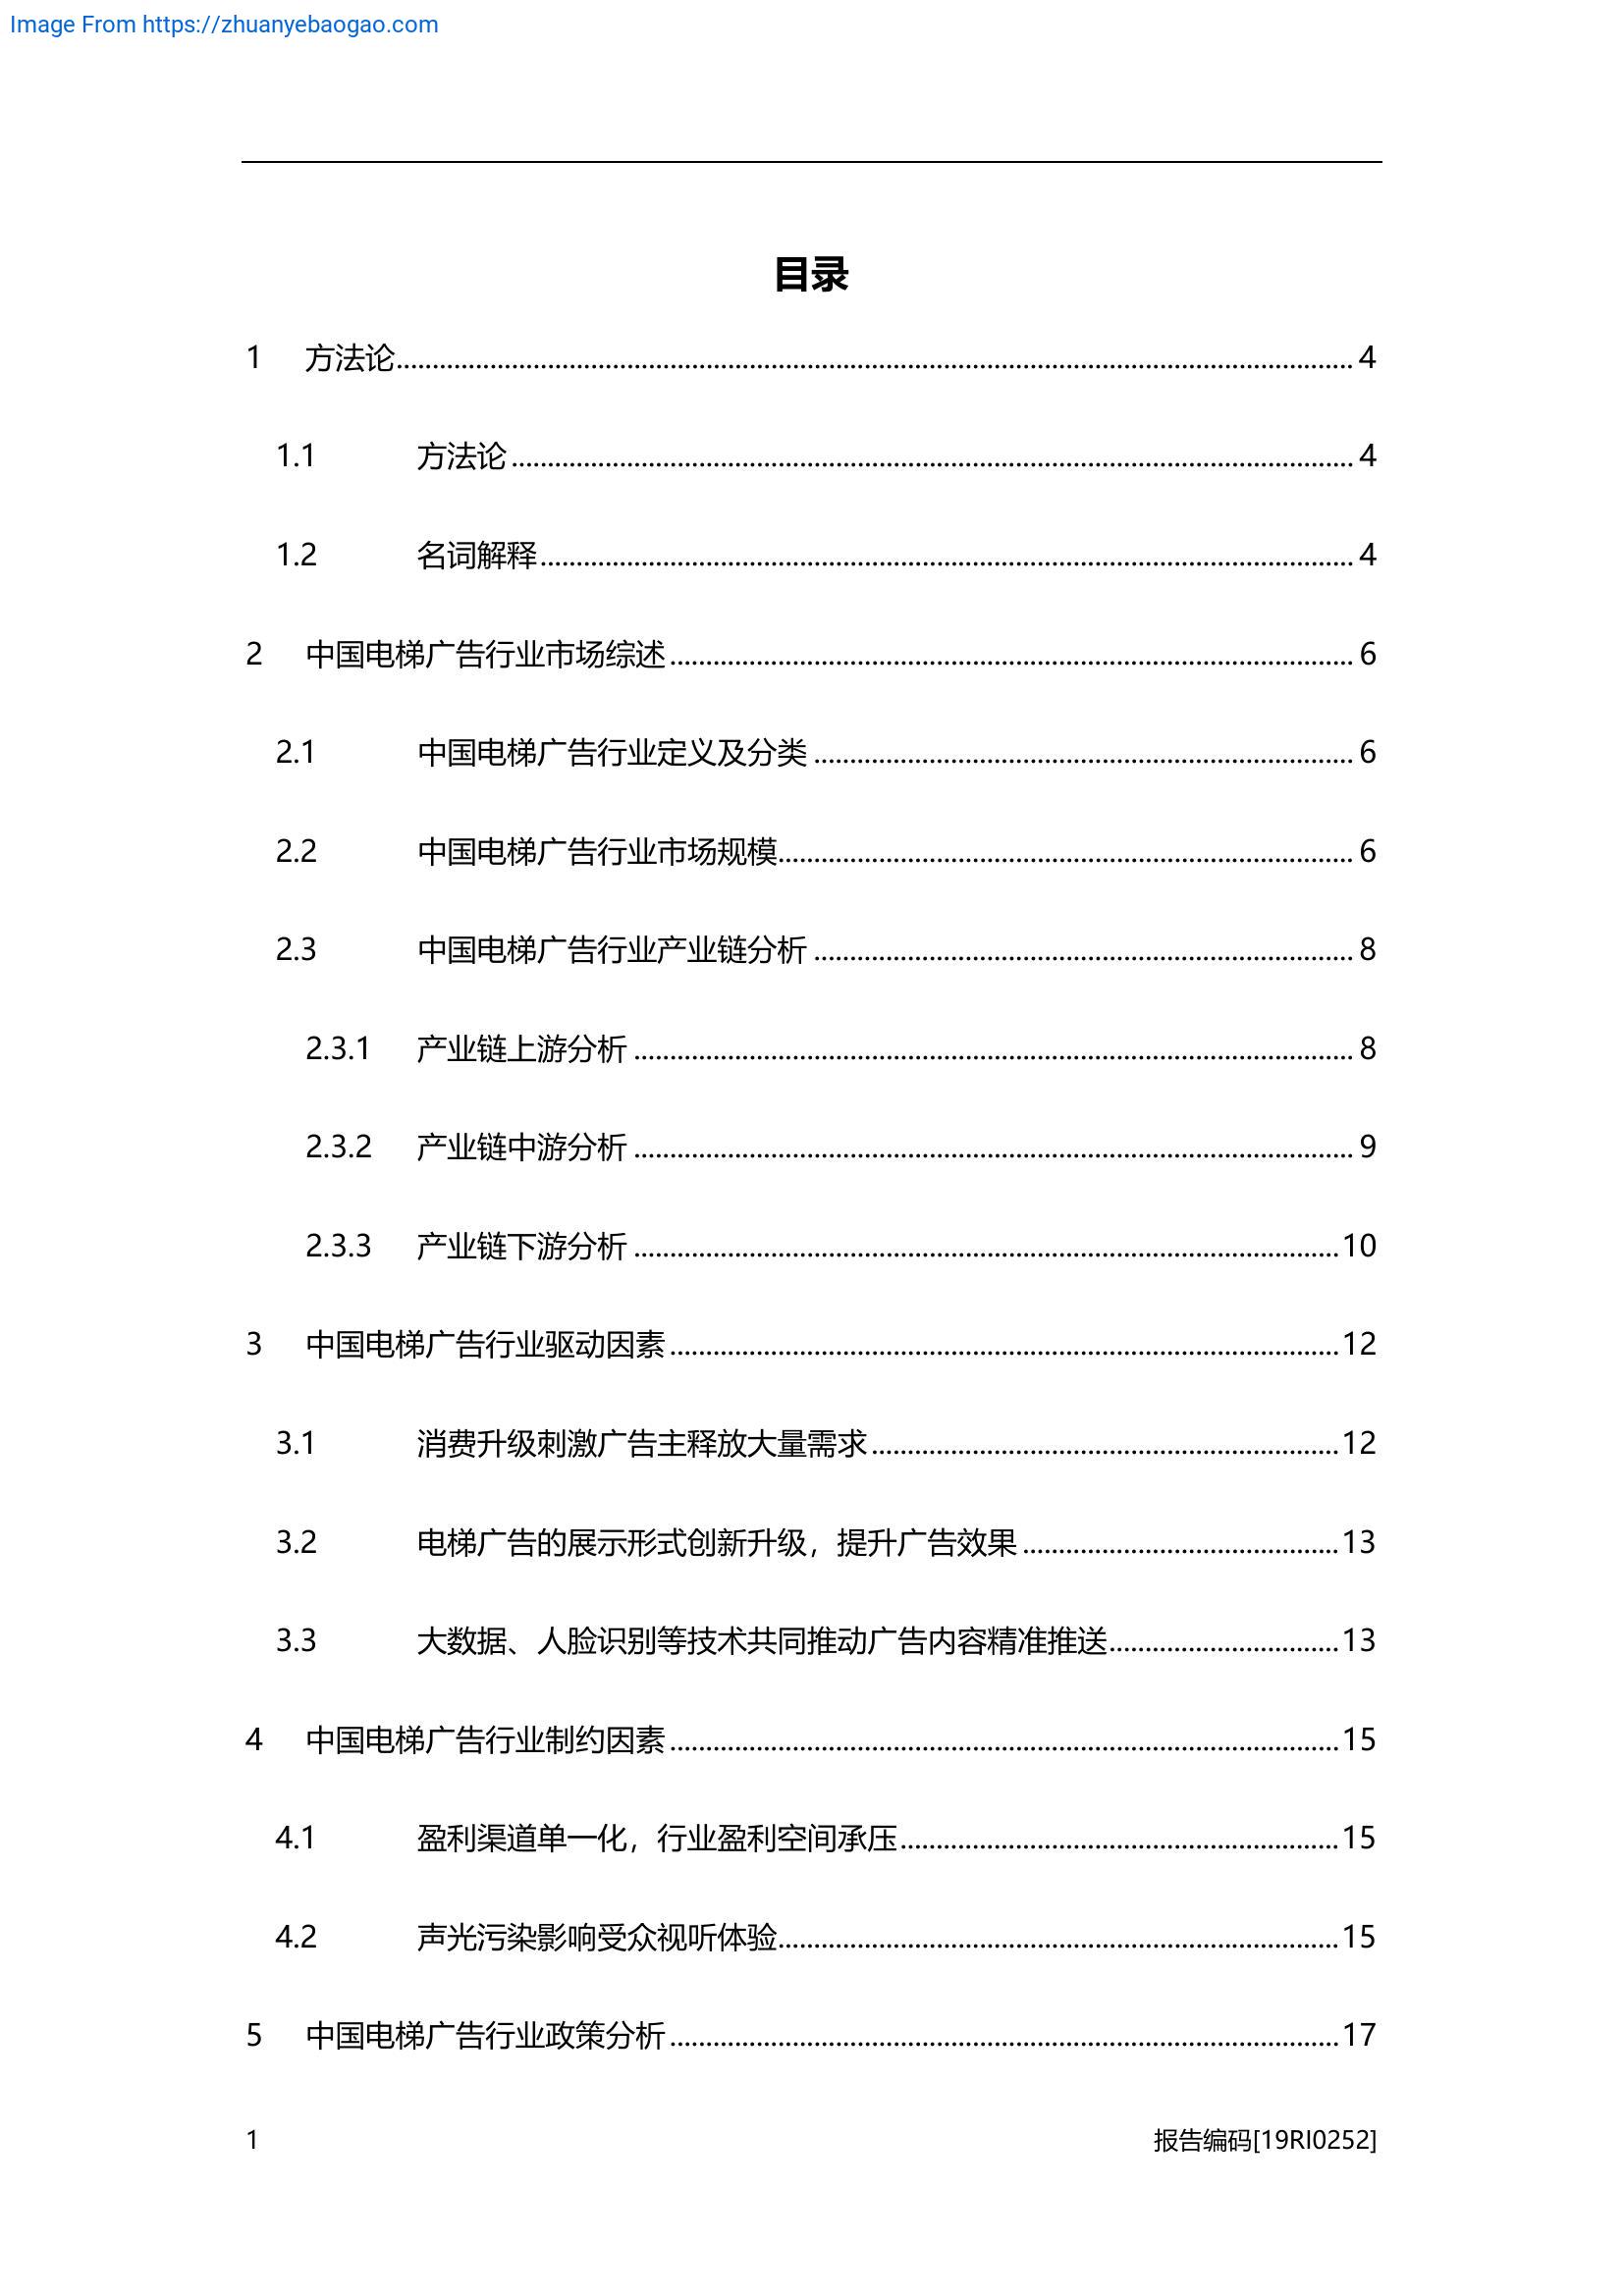 Image From https://zhuanyebaogao.com
目录
1 方法论 4
1.1 方法论 4
1.2 名词解释 4
2 中国电梯广告行业市场综述 6
2.1 中国电梯广告行业定义及分类 6
2.2 中国电梯广告行业市场规模 6
2.3 中国电梯广告行业产业链分析 8
2.3.1 产业链上游分析 8
2.3.2 产业链中游分析 9
2.3.3 产业链下游分析 10
3 中国电梯广告行业驱动因素 12
3.1 消费升级刺激广告主释放大量需求 12
3.2 电梯广告的展示形式创新升级，提升广告效果 13
3.3 大数据、人脸识别等技术共同推动广告内容精准推送 13
4 中国电梯广告行业制约因素 15
4.1 盈利渠道单一化，行业盈利空间承压 15
4.2 声光污染影响受众视听体验 15
5 中国电梯广告行业政策分析 17
1 报告编码[19RI0252]